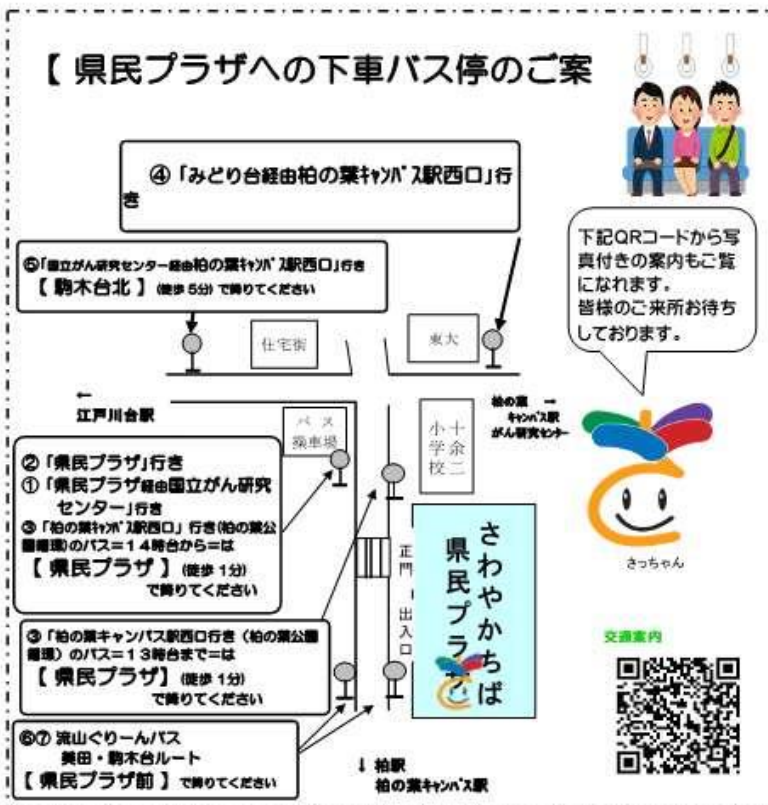 【 県民プラザへの下車バス停のご案
④「みどり台経由柏の葉ｷｬﾝﾊﾟｽ駅西口」行
き
⑤「国立がん研究センター経由柏の葉ｷｬﾝﾊﾟｽ駅西口」行き
【 駒木台北 】 (徒歩 5分) で降りてください
下記QRコードから写
真付きの案内もご覧
になれます。
皆様のご来所お待ち
しております。
住宅街
東大
←
江戸川台駅
柏の葉 →
ｷｬﾝﾊﾟｽ駅
がん研究ｾﾝﾀｰ
バス
乗車場
十余二
小学校
②「県民プラザ」行き
①「県民プラザ経由国立がん研究
センター」行き
③「柏の葉ｷｬﾝﾊﾟｽ駅西口」行き(柏の葉公
園循環)のバス＝１４時台から＝は
【 県民プラザ 】 (徒歩 1分)
で降りてください
正門 出入口
さわやかちば
県民プラザ
さっちゃん
③「柏の葉キャンパス駅西口行き（柏の葉公園
循環）のバス＝１３時台まで＝は
【 県民プラザ】 (徒歩 1分)
で降りてください
交通案内
⑥⑦ 流山ぐりーんバス
美田・駒木台ルート
【 県民プラザ前 】 で降りてください
↓ 柏駅
柏の葉ｷｬﾝﾊﾟｽ駅